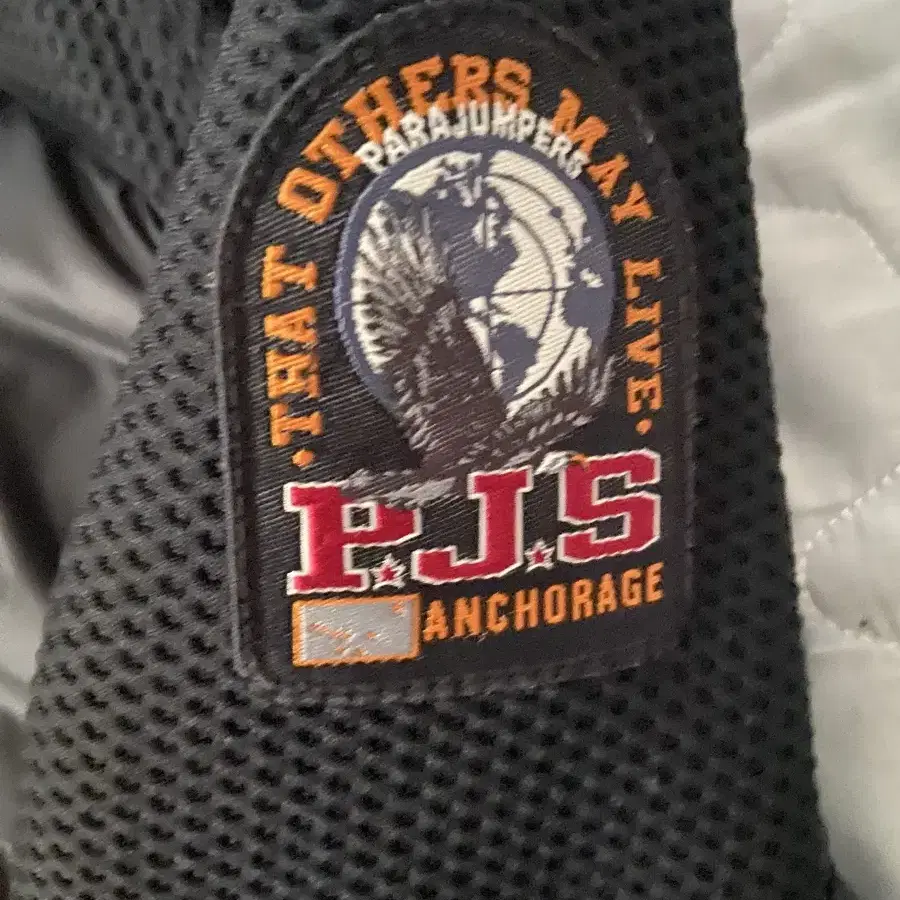 • THAT OTHERS MAY LIVE •
PARAJUMPERS
P★J★S
ANCHORAGE